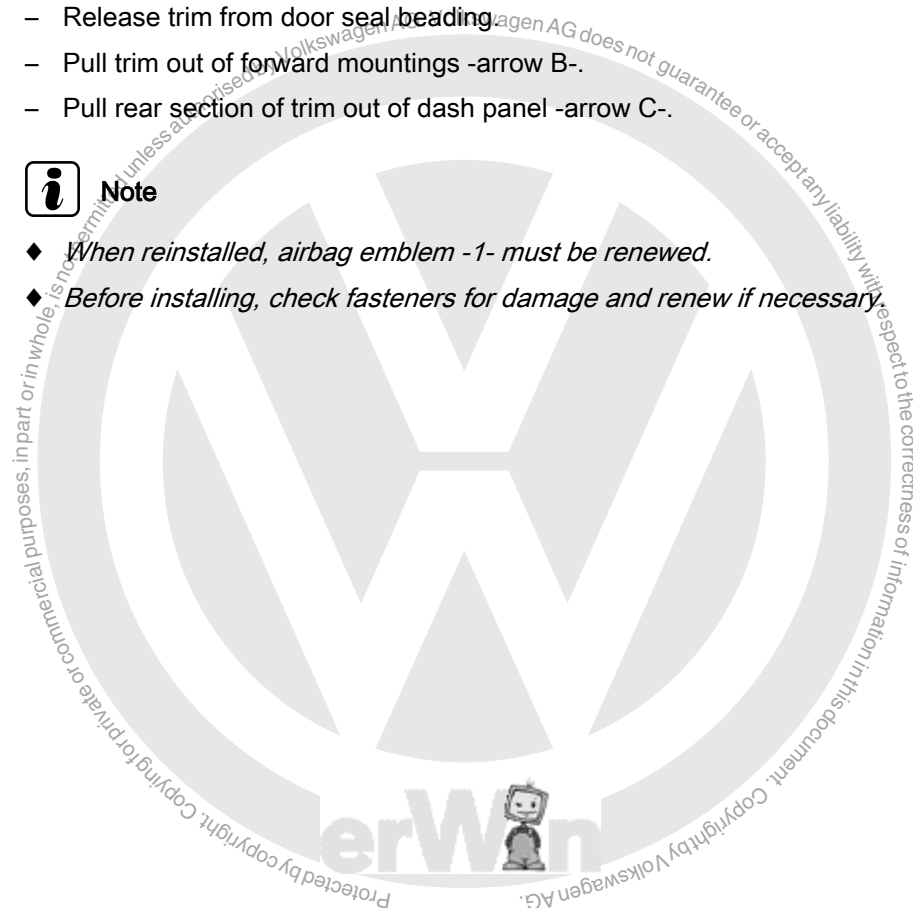 – Release trim from door seal beading.
– Pull trim out of forward mountings -arrow B-.
– Pull rear section of trim out of dash panel -arrow C-.
i Note
♦ When reinstalled, airbag emblem -1- must be renewed.
♦ Before installing, check fasteners for damage and renew if necessary.
erWin
Protected by copyright. Copying for private or commercial purposes, in part or in whole, is not permitted unless authorised by Volkswagen AG. Volkswagen AG does not guarantee or accept any liability with respect to the correctness of information in this document. Copyright by Volkswagen AG.